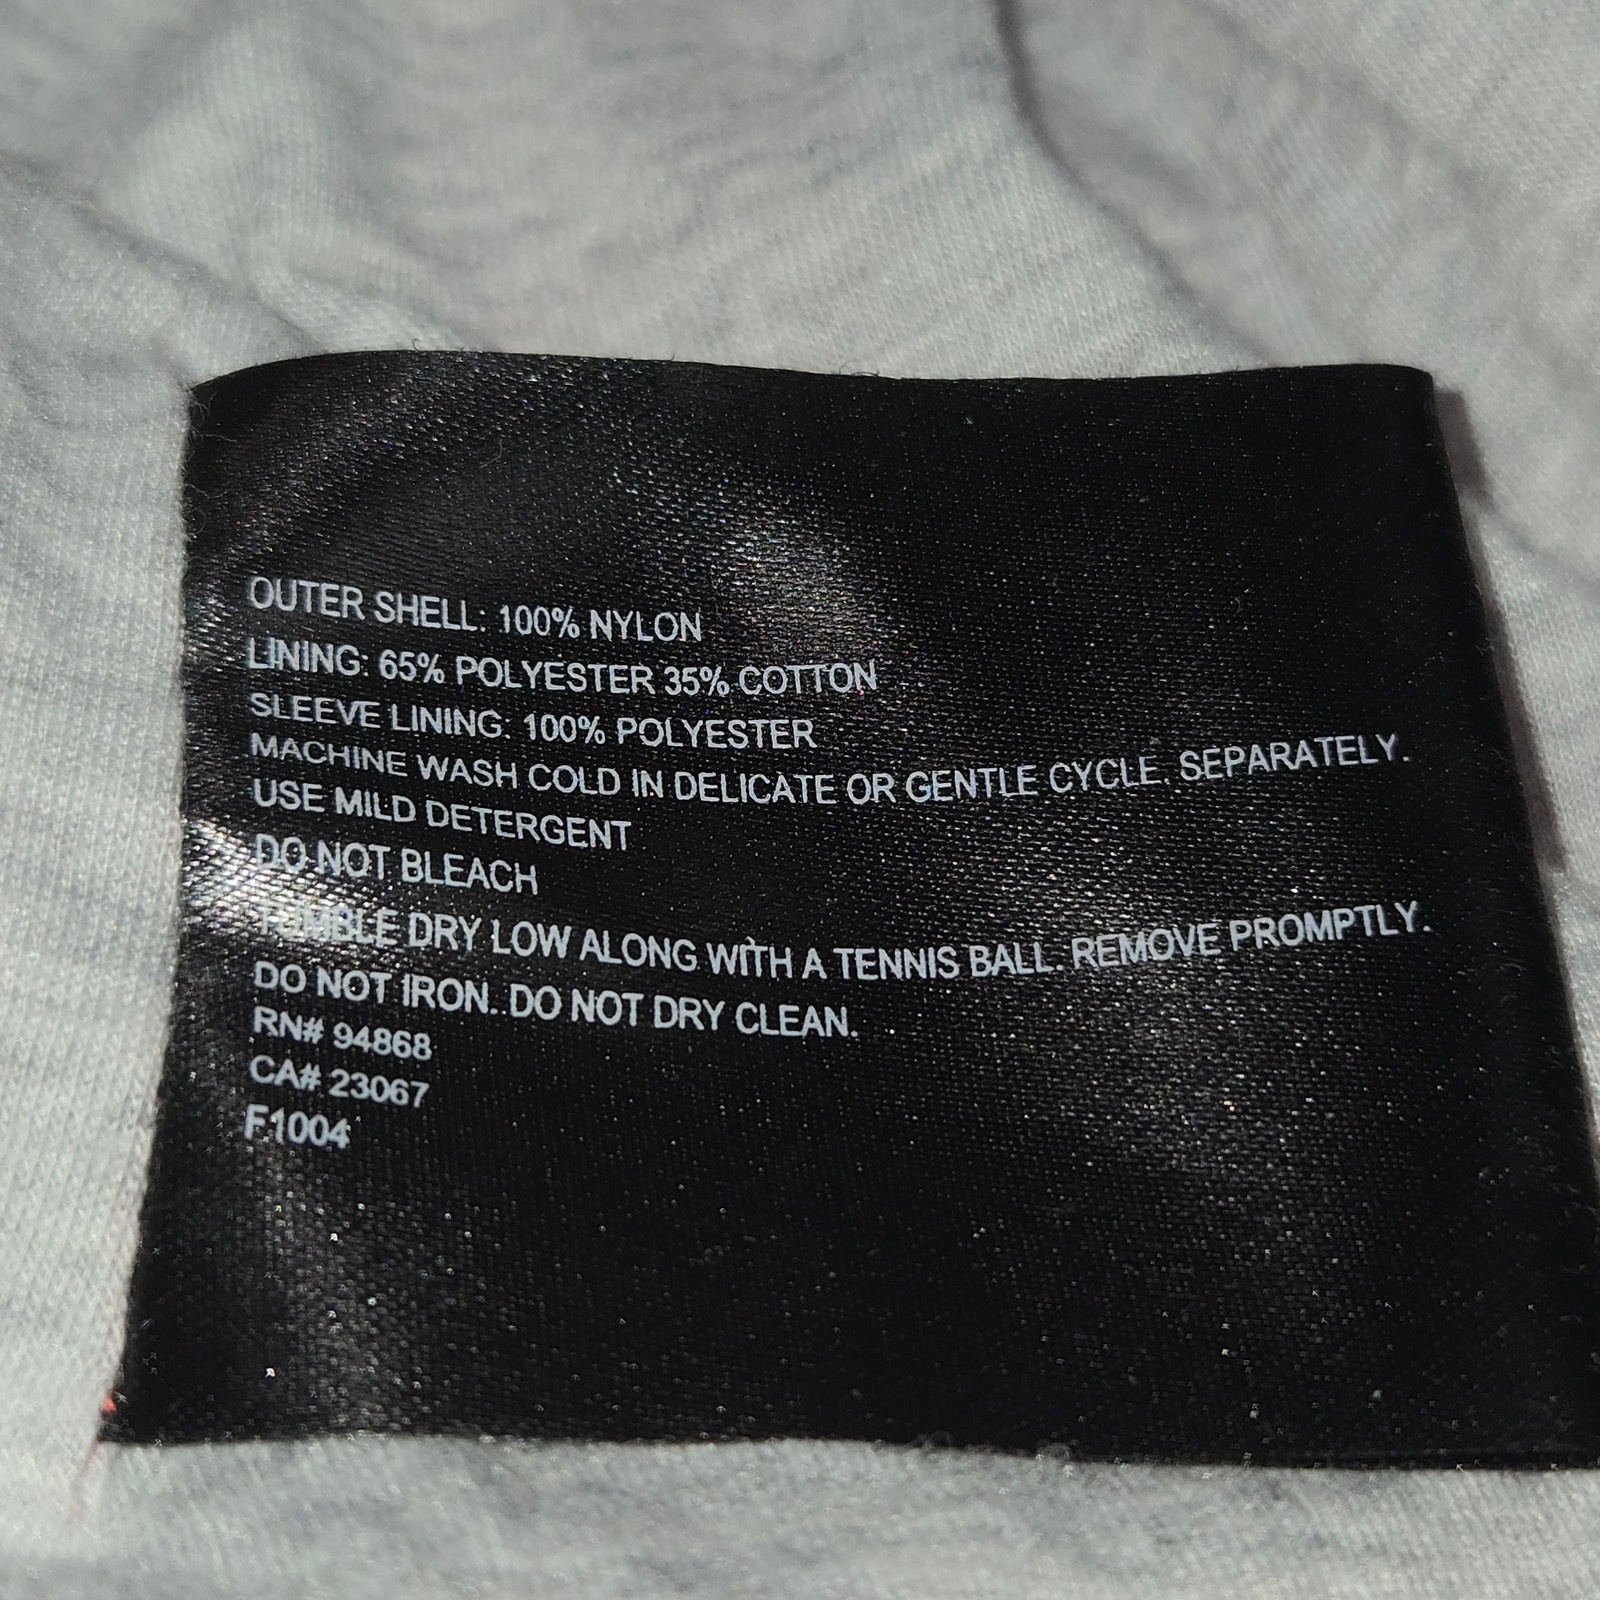 OUTER SHELL: 100% NYLON
LINING: 65% POLYESTER 35% COTTON
SLEEVE LINING: 100% POLYESTER
MACHINE WASH COLD IN DELICATE OR GENTLE CYCLE. SEPARATELY.
USE MILD DETERGENT
DO NOT BLEACH
TUMBLE DRY LOW ALONG WITH A TENNIS BALL. REMOVE PROMPTLY.
DO NOT IRON. DO NOT DRY CLEAN.
RN# 94868
CA# 23067
F1004